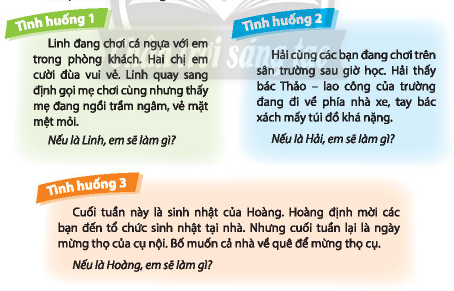 Tình huống 1
Linh đang chơi cá ngựa với em
trong phòng khách. Hai chị em
cười đùa vui vẻ. Linh quay sang
định gọi mẹ chơi cùng nhưng thấy
mẹ đang ngồi trầm ngâm, vẻ mặt
mệt mỏi.
Nếu là Linh, em sẽ làm gì?
Tình huống 2
Hải cùng các bạn đang chơi trên
sân trường sau giờ học. Hải thấy
bác Thảo – lao công của trường
đang đi về phía nhà xe, tay bác
xách mấy túi đồ khá nặng.
Nếu là Hải, em sẽ làm gì?
Tình huống 3
Cuối tuần này là sinh nhật của Hoàng. Hoàng định mời các
bạn đến tổ chức sinh nhật tại nhà. Nhưng cuối tuần lại là ngày
mừng thọ của cụ nội. Bố muốn cả nhà về quê để mừng thọ cụ.
Nếu là Hoàng, em sẽ làm gì?